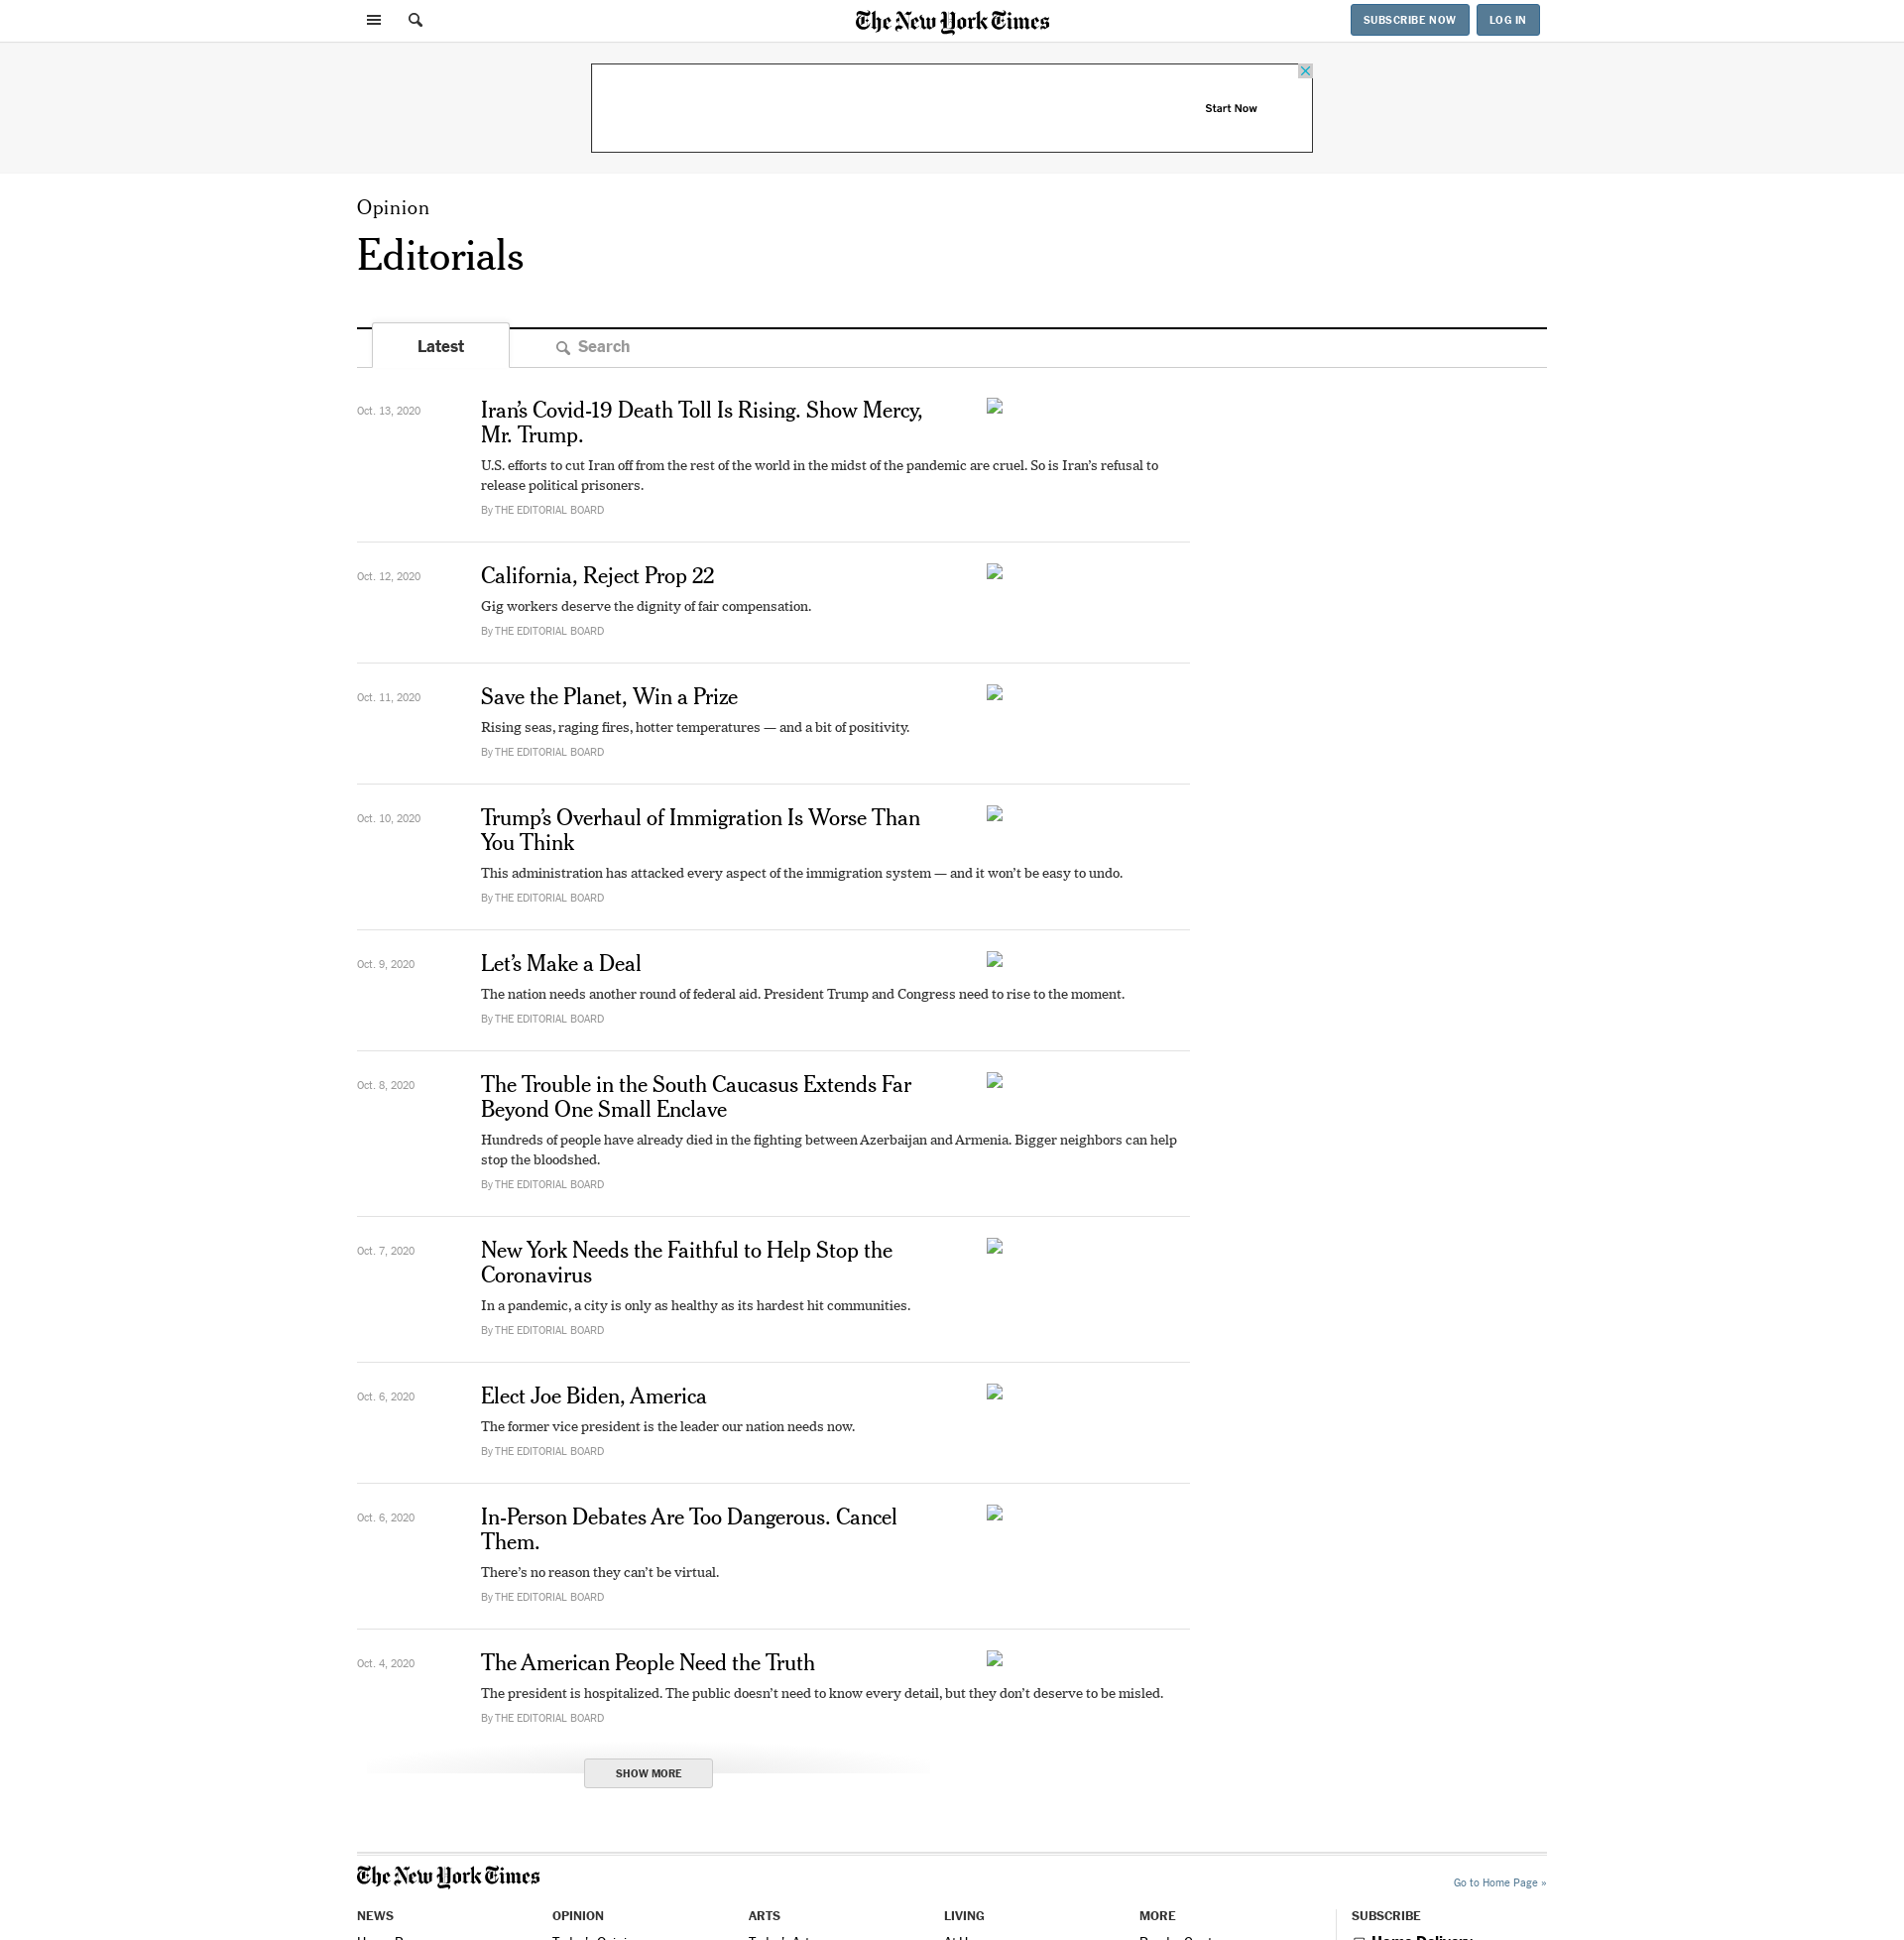 The New York Times
SUBSCRIBE NOW
LOG IN
Start Now
Opinion
Editorials
Latest
Search
Oct. 13, 2020
Iran’s Covid-19 Death Toll Is Rising. Show Mercy,
Mr. Trump.
U.S. efforts to cut Iran off from the rest of the world in the midst of the pandemic are cruel. So is Iran’s refusal to
release political prisoners.
By THE EDITORIAL BOARD
Oct. 12, 2020
California, Reject Prop 22
Gig workers deserve the dignity of fair compensation.
By THE EDITORIAL BOARD
Oct. 11, 2020
Save the Planet, Win a Prize
Rising seas, raging fires, hotter temperatures — and a bit of positivity.
By THE EDITORIAL BOARD
Oct. 10, 2020
Trump’s Overhaul of Immigration Is Worse Than
You Think
This administration has attacked every aspect of the immigration system — and it won’t be easy to undo.
By THE EDITORIAL BOARD
Oct. 9, 2020
Let’s Make a Deal
The nation needs another round of federal aid. President Trump and Congress need to rise to the moment.
By THE EDITORIAL BOARD
Oct. 8, 2020
The Trouble in the South Caucasus Extends Far
Beyond One Small Enclave
Hundreds of people have already died in the fighting between Azerbaijan and Armenia. Bigger neighbors can help
stop the bloodshed.
By THE EDITORIAL BOARD
Oct. 7, 2020
New York Needs the Faithful to Help Stop the
Coronavirus
In a pandemic, a city is only as healthy as its hardest hit communities.
By THE EDITORIAL BOARD
Oct. 6, 2020
Elect Joe Biden, America
The former vice president is the leader our nation needs now.
By THE EDITORIAL BOARD
Oct. 6, 2020
In-Person Debates Are Too Dangerous. Cancel
Them.
There’s no reason they can’t be virtual.
By THE EDITORIAL BOARD
Oct. 4, 2020
The American People Need the Truth
The president is hospitalized. The public doesn’t need to know every detail, but they don’t deserve to be misled.
By THE EDITORIAL BOARD
SHOW MORE
The New York Times
Go to Home Page »
NEWS
OPINION
ARTS
LIVING
MORE
SUBSCRIBE
Home Delivery